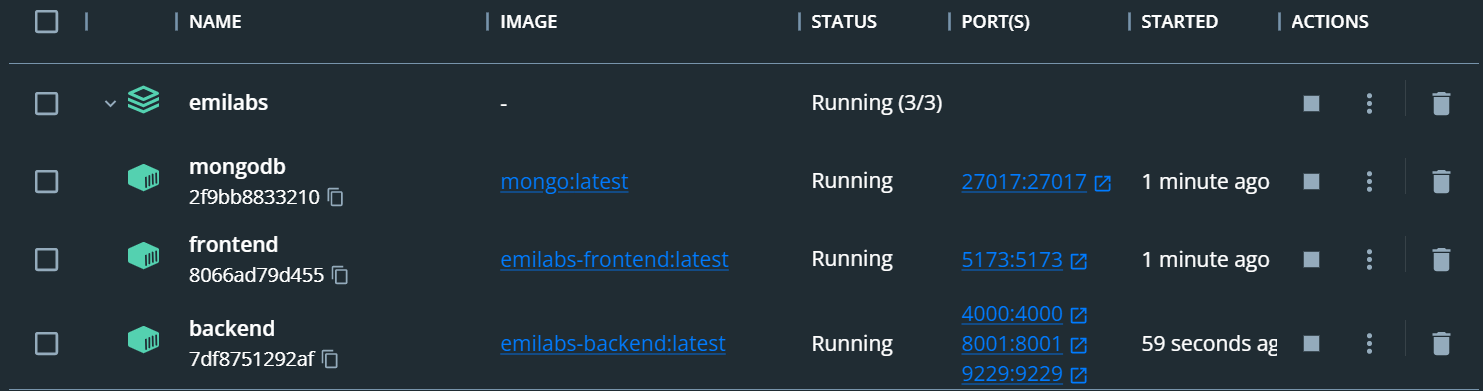 NAME IMAGE STATUS PORT(S) STARTED ACTIONS
emilabs - Running (3/3)
mongodb
2f9bb8833210 mongo:latest Running 27017:27017 1 minute ago
frontend
8066ad79d455 emilabs-frontend:latest Running 5173:5173 1 minute ago
4000:4000
backend
7df8751292af emilabs-backend:latest Running 8001:8001 59 seconds ag
9229:9229